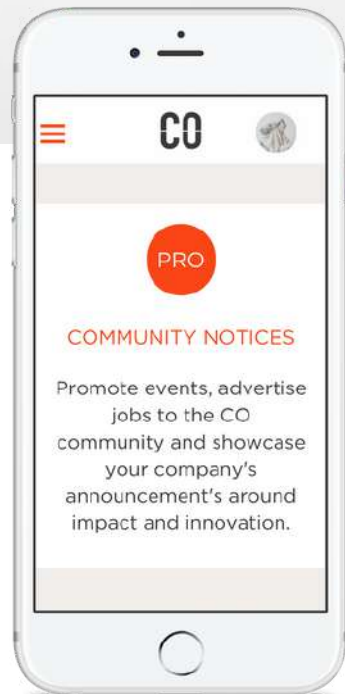 CO
PRO
COMMUNITY NOTICES
Promote events, advertise
jobs to the CO
community and showcase
your company's
announcement's around
impact and innovation.